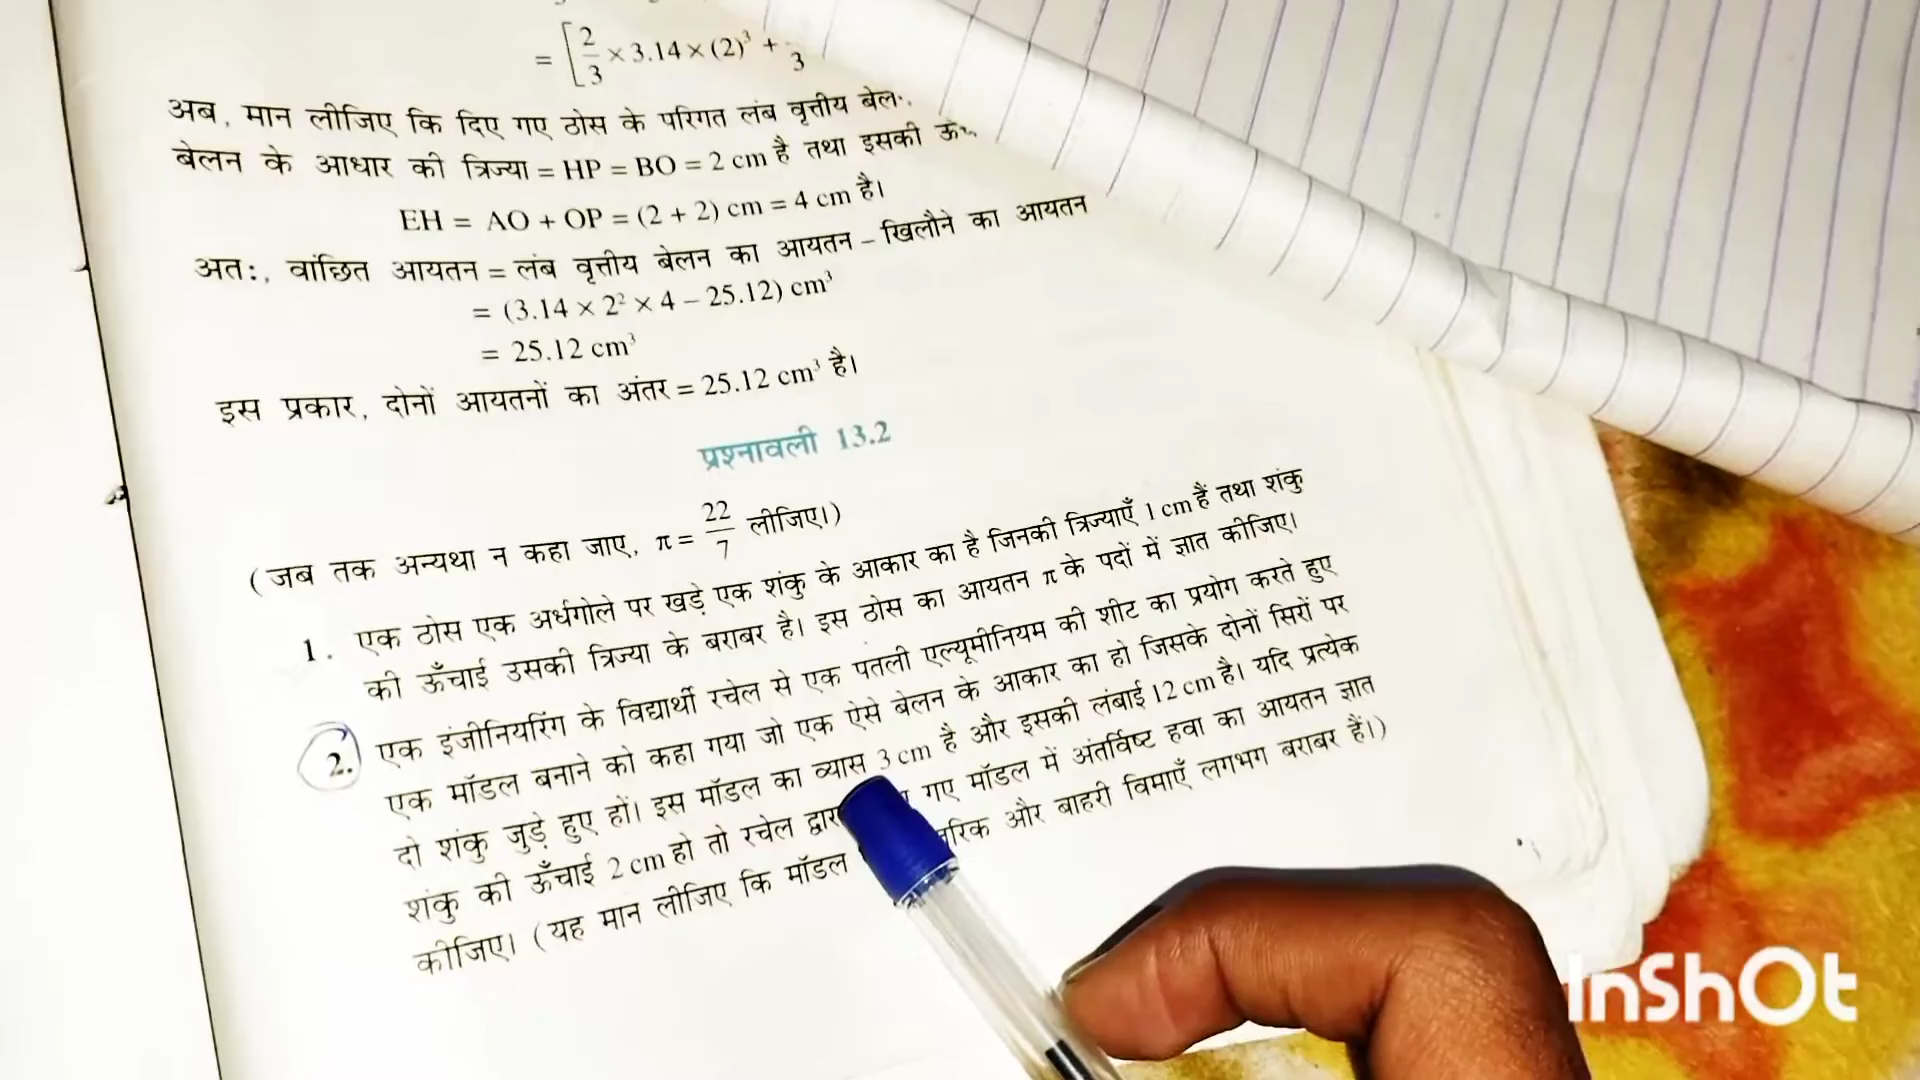 = [2/3 × 3.14 × (2)³ + 3
अब, मान लीजिए कि दिए गए ठोस के परिगत लंब वृत्तीय
बेलन के आधार की त्रिज्या = HP = BO = 2 cm है तथा इसकी
EH = AO + OP = (2 + 2) cm = 4 cm है।
अत:, वांछित आयतन = लंब वृत्तीय बेलन का आयतन – खिलौने का आयतन
= (3.14 × 2² × 4 – 25.12) cm³
= 25.12 cm³
इस प्रकार, दोनों आयतनों का अंतर = 25.12 cm³ है।
प्रश्नावली 13.2
(जब तक अन्यथा न कहा जाए, π = 22/7 लीजिए।)
1. एक ठोस एक अर्धगोले पर खड़े एक शंकु के आकार का है जिनकी त्रिज्याएँ 1 cm हैं तथा शंकु
की ऊँचाई उसकी त्रिज्या के बराबर है। इस ठोस का आयतन π के पदों में ज्ञात कीजिए।
2. एक इंजीनियरिंग के विद्यार्थी रचेल से एक पतली एल्यूमीनियम की शीट का प्रयोग करते हुए
एक मॉडल बनाने को कहा गया जो एक ऐसे बेलन के आकार का हो जिसके दोनों सिरों पर
दो शंकु जुड़े हुए हों। इस मॉडल का व्यास 3 cm है और इसकी लंबाई 12 cm है। यदि प्रत्येक
शंकु की ऊँचाई 2 cm हो तो रचेल गए मॉडल में अंतर्विष्ट हवा का आयतन ज्ञात
कीजिए। (यह मान लीजिए कि मॉडल और बाहरी विमाएँ लगभग बराबर हैं।)
InShOt